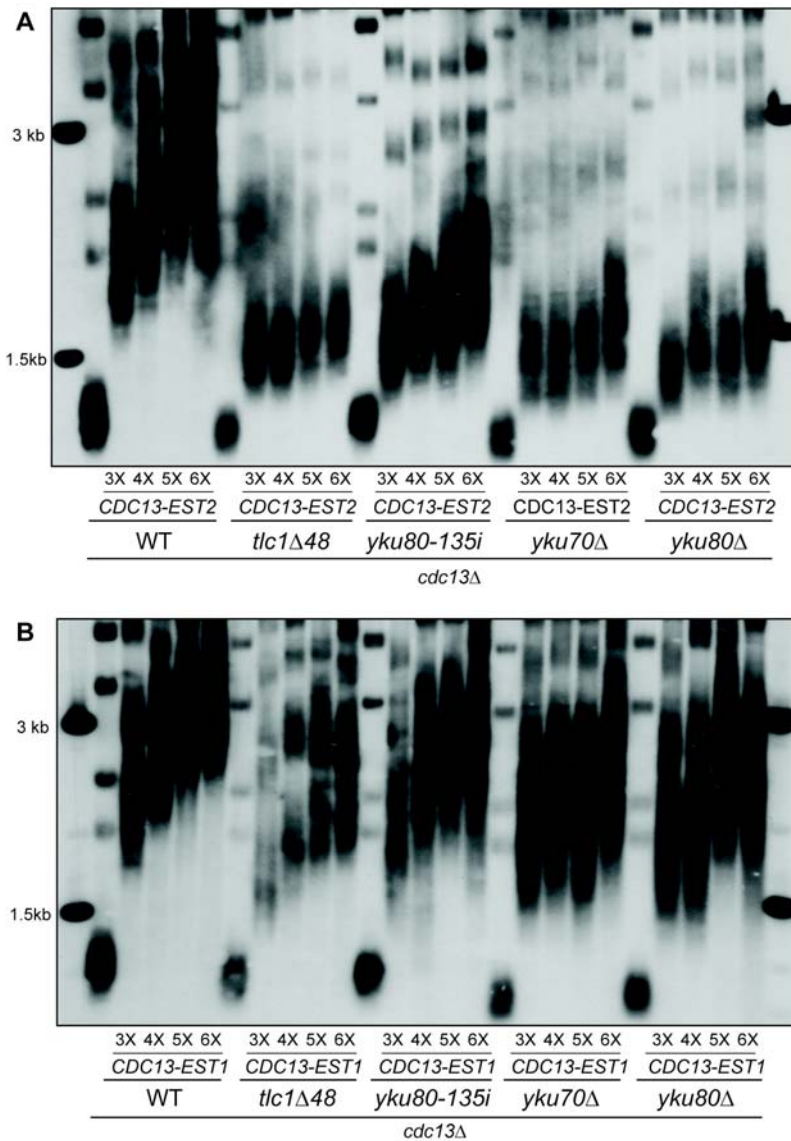 A
3 kb
1.5kb
3X 4X 5X 6X 3X 4X 5X 6X 3X 4X 5X 6X 3X 4X 5X 6X 3X 4X 5X 6X
CDC13-EST2 CDC13-EST2 CDC13-EST2 CDC13-EST2 CDC13-EST2
WT tlc1Δ48 yku80-135i yku70Δ yku80Δ
cdc13Δ
B
3 kb
1.5kb
3X 4X 5X 6X 3X 4X 5X 6X 3X 4X 5X 6X 3X 4X 5X 6X 3X 4X 5X 6X
CDC13-EST1 CDC13-EST1 CDC13-EST1 CDC13-EST1 CDC13-EST1
WT tlc1Δ48 yku80-135i yku70Δ yku80Δ
cdc13Δ